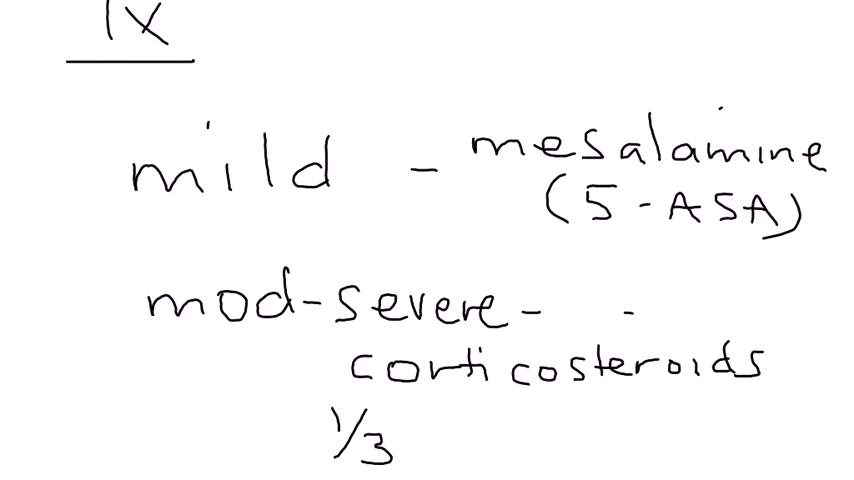 Tx
mild - mesalamine
(5-ASA)
mod-severe-
corticosteroids
1/3